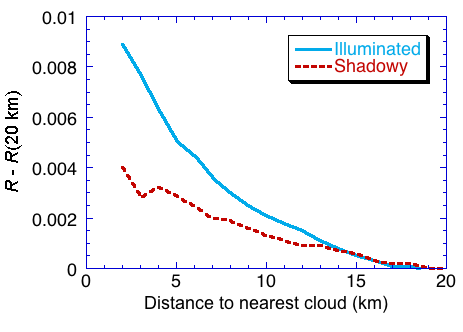 0.01
0.008
0.006
0.004
0.002
0
R - R(20 km)
Illuminated
Shadowy
0 5 10 15 20
Distance to nearest cloud (km)